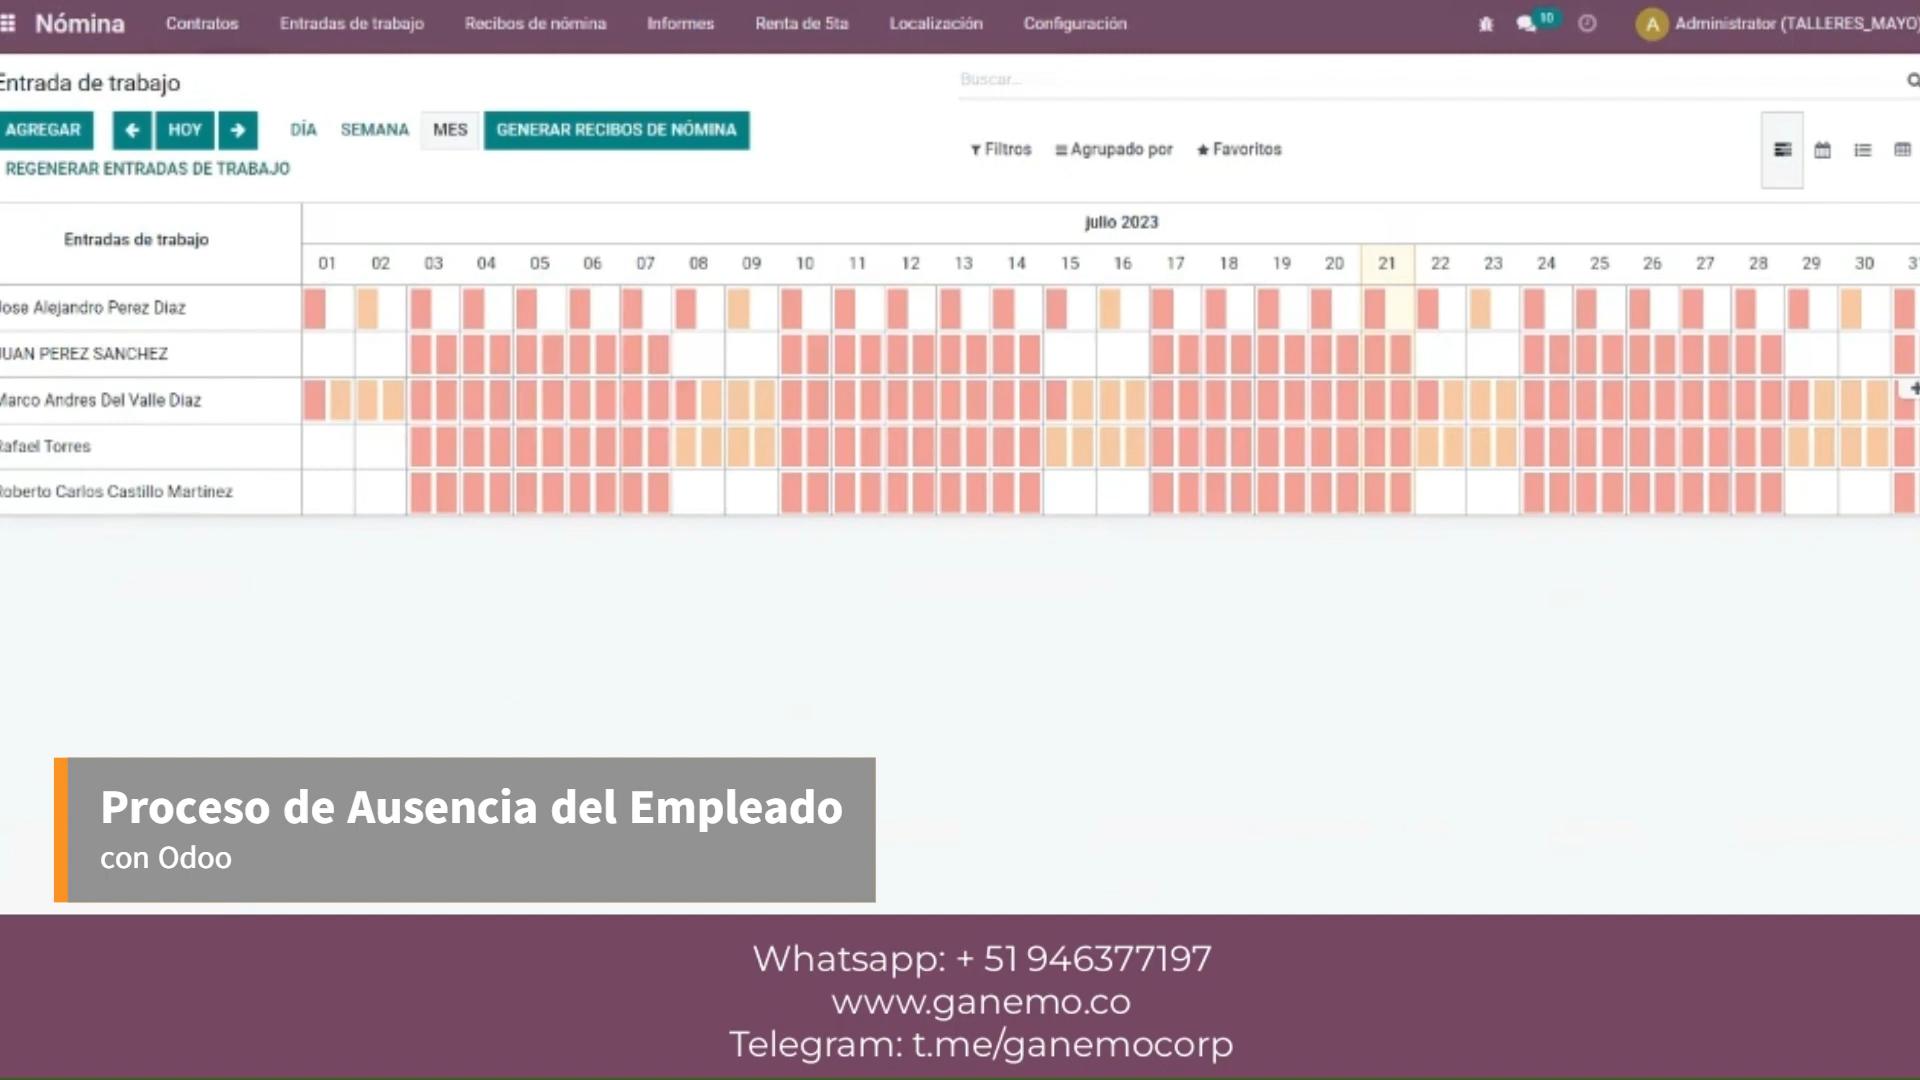 Nómina Contratos Entradas de trabajo Recibos de nómina Informes Renta de 5ta Localización Configuración 10 A Administrator (TALLERES_MAYO)
Entrada de trabajo
Buscar...
AGREGAR HOY DÍA SEMANA MES GENERAR RECIBOS DE NÓMINA
Filtros Agrupado por Favoritos
REGENERAR ENTRADAS DE TRABAJO
julio 2023
Entradas de trabajo
01 02 03 04 05 06 07 08 09 10 11 12 13 14 15 16 17 18 19 20 21 22 23 24 25 26 27 28 29 30 31
Jose Alejandro Perez Diaz
JUAN PEREZ SANCHEZ
Marco Andres Del Valle Diaz
Rafael Torres
Roberto Carlos Castillo Martinez
Proceso de Ausencia del Empleado
con Odoo
Whatsapp: + 51 946377197
www.ganemo.co
Telegram: t.me/ganemocorp